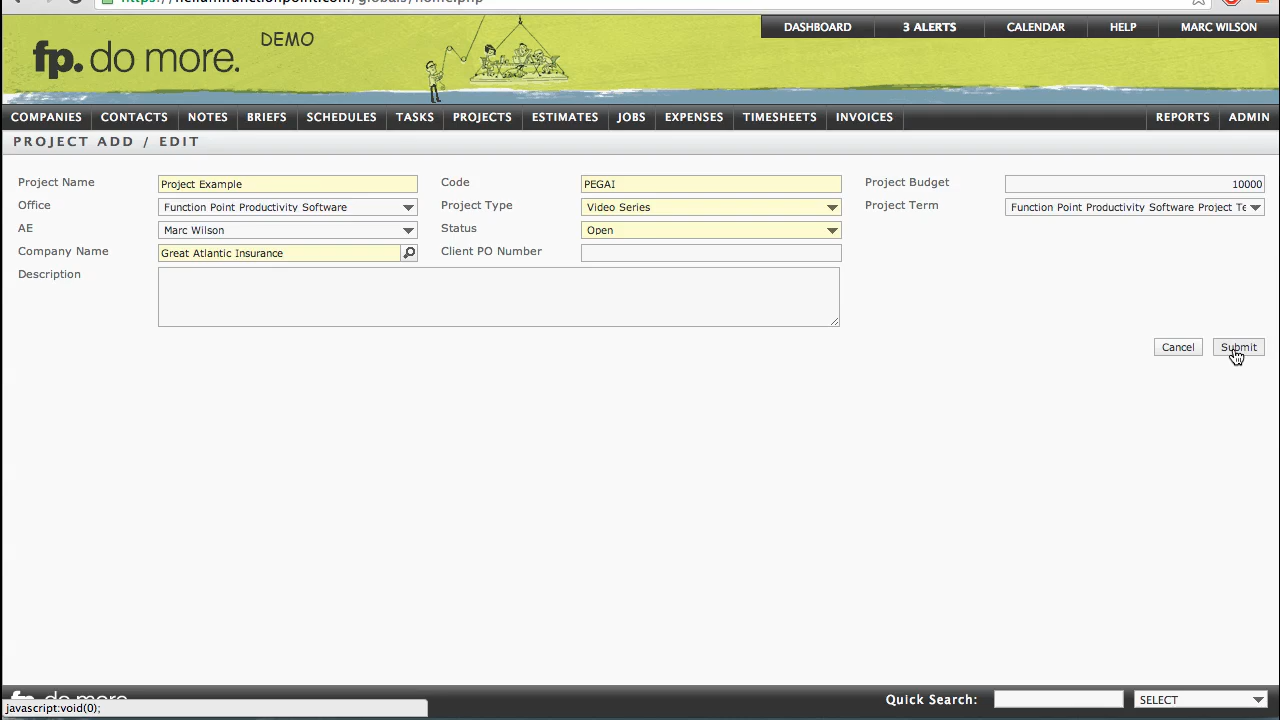 DASHBOARD 3 ALERTS CALENDAR HELP MARC WILSON
DEMO
fp. do more.
COMPANIES CONTACTS NOTES BRIEFS SCHEDULES TASKS PROJECTS ESTIMATES JOBS EXPENSES TIMESHEETS INVOICES REPORTS ADMIN
PROJECT ADD / EDIT
Project Name Project Example Code PEGAI Project Budget 10000
Office Function Point Productivity Software Project Type Video Series Project Term Function Point Productivity Software Project Te
AE Marc Wilson Status Open
Company Name Great Atlantic Insurance Client PO Number
Description
Cancel Submit
fp. do more. Quick Search: SELECT
javascript:void(0);